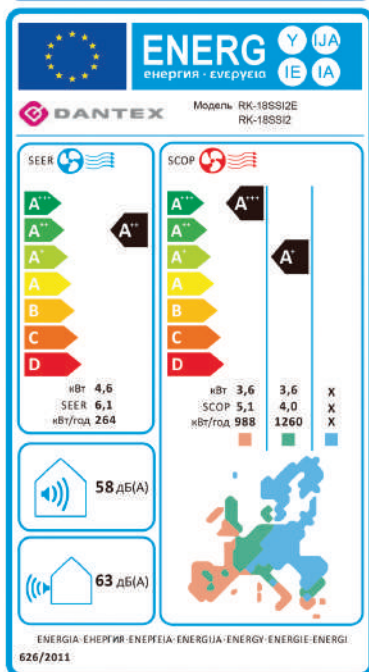 ENERG Y IJA
енергия · ενεργεια IE IA
DANTEX Модель RK-18SSI2E
RK-18SSI2
SEER
A+++
A++
A+
A
B
C
D
A++
кВт 4,6
SEER 6,1
кВт/год 264
SCOP
A+++
A++
A+
A
B
C
D
A+++
A+
кВт 3,6 3,6 X
SCOP 5,1 4,0 X
кВт/год 988 1260 X
58 дБ(A)
63 дБ(A)
ENERGIA·ЕНЕРГИЯ·ΕΝΕΡΓΕΙΑ·ENERGIJA·ENERGY·ENERGIE·ENERGI
626/2011